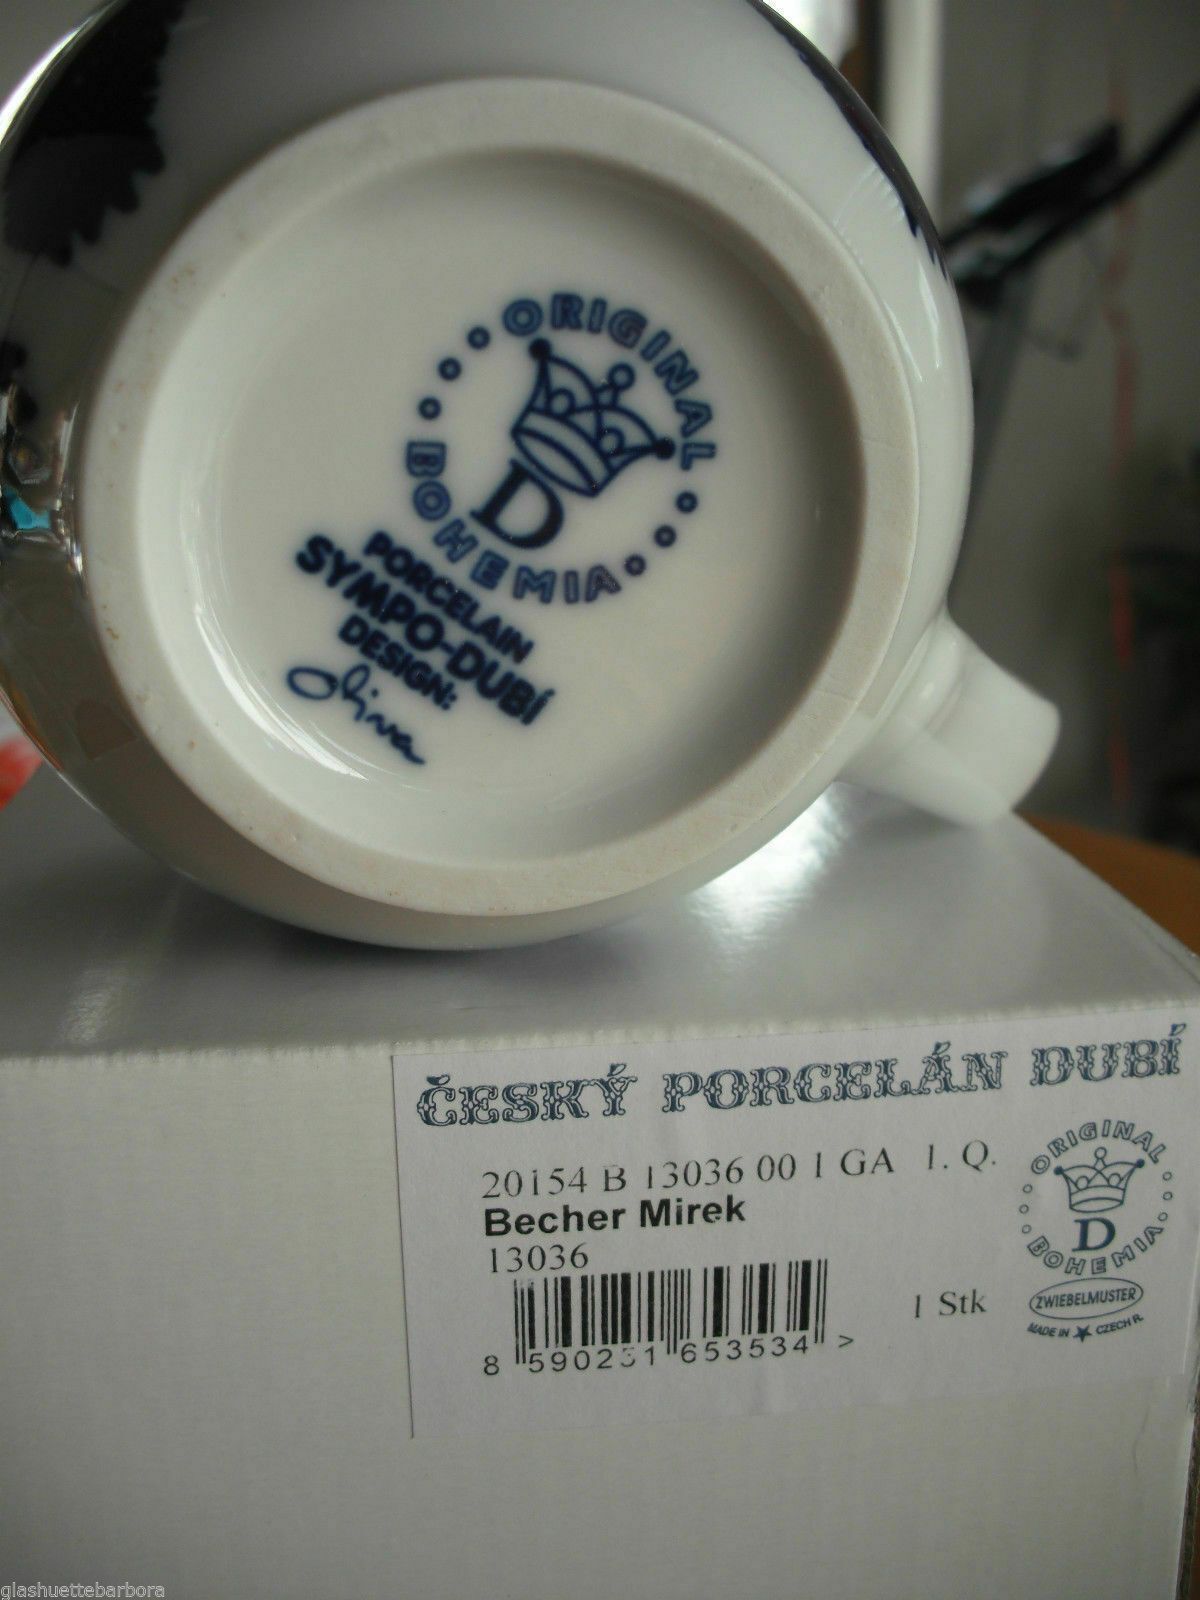 ORIGINAL
BOHEMIA
D
PORCELAIN
SYMPO-DUBÍ
DESIGN:
Oliva
ČESKÝ PORCELÁN DUBÍ
20154 B 13036 00 1 GA 1. Q.
Becher Mirek
13036
8 590231 653534 >
1 Stk
ORIGINAL
D
BOHEMIA
ZWIEBELMUSTER
MADE IN CZECH R.
glashuettebarbora